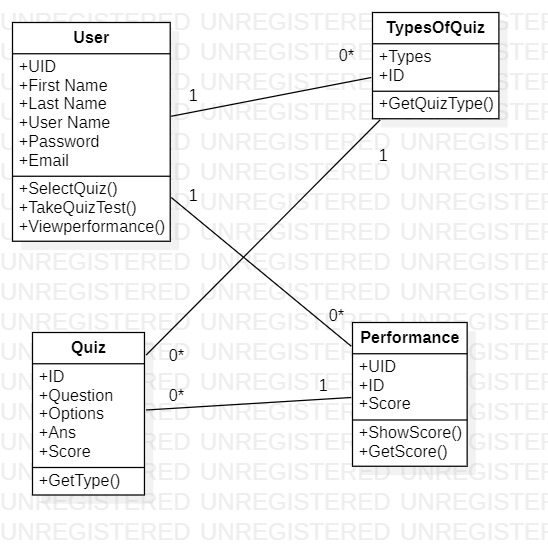 User
+UID
+First Name
+Last Name
+User Name
+Password
+Email
+SelectQuiz()
+TakeQuizTest()
+Viewperformance()
TypesOfQuiz
+Types
+ID
+GetQuizType()
1
0*
1
0*
1
0*
0*
1
Quiz
+ID
+Question
+Options
+Ans
+Score
+GetType()
Performance
+UID
+ID
+Score
+ShowScore()
+GetScore()
UNREGISTERED